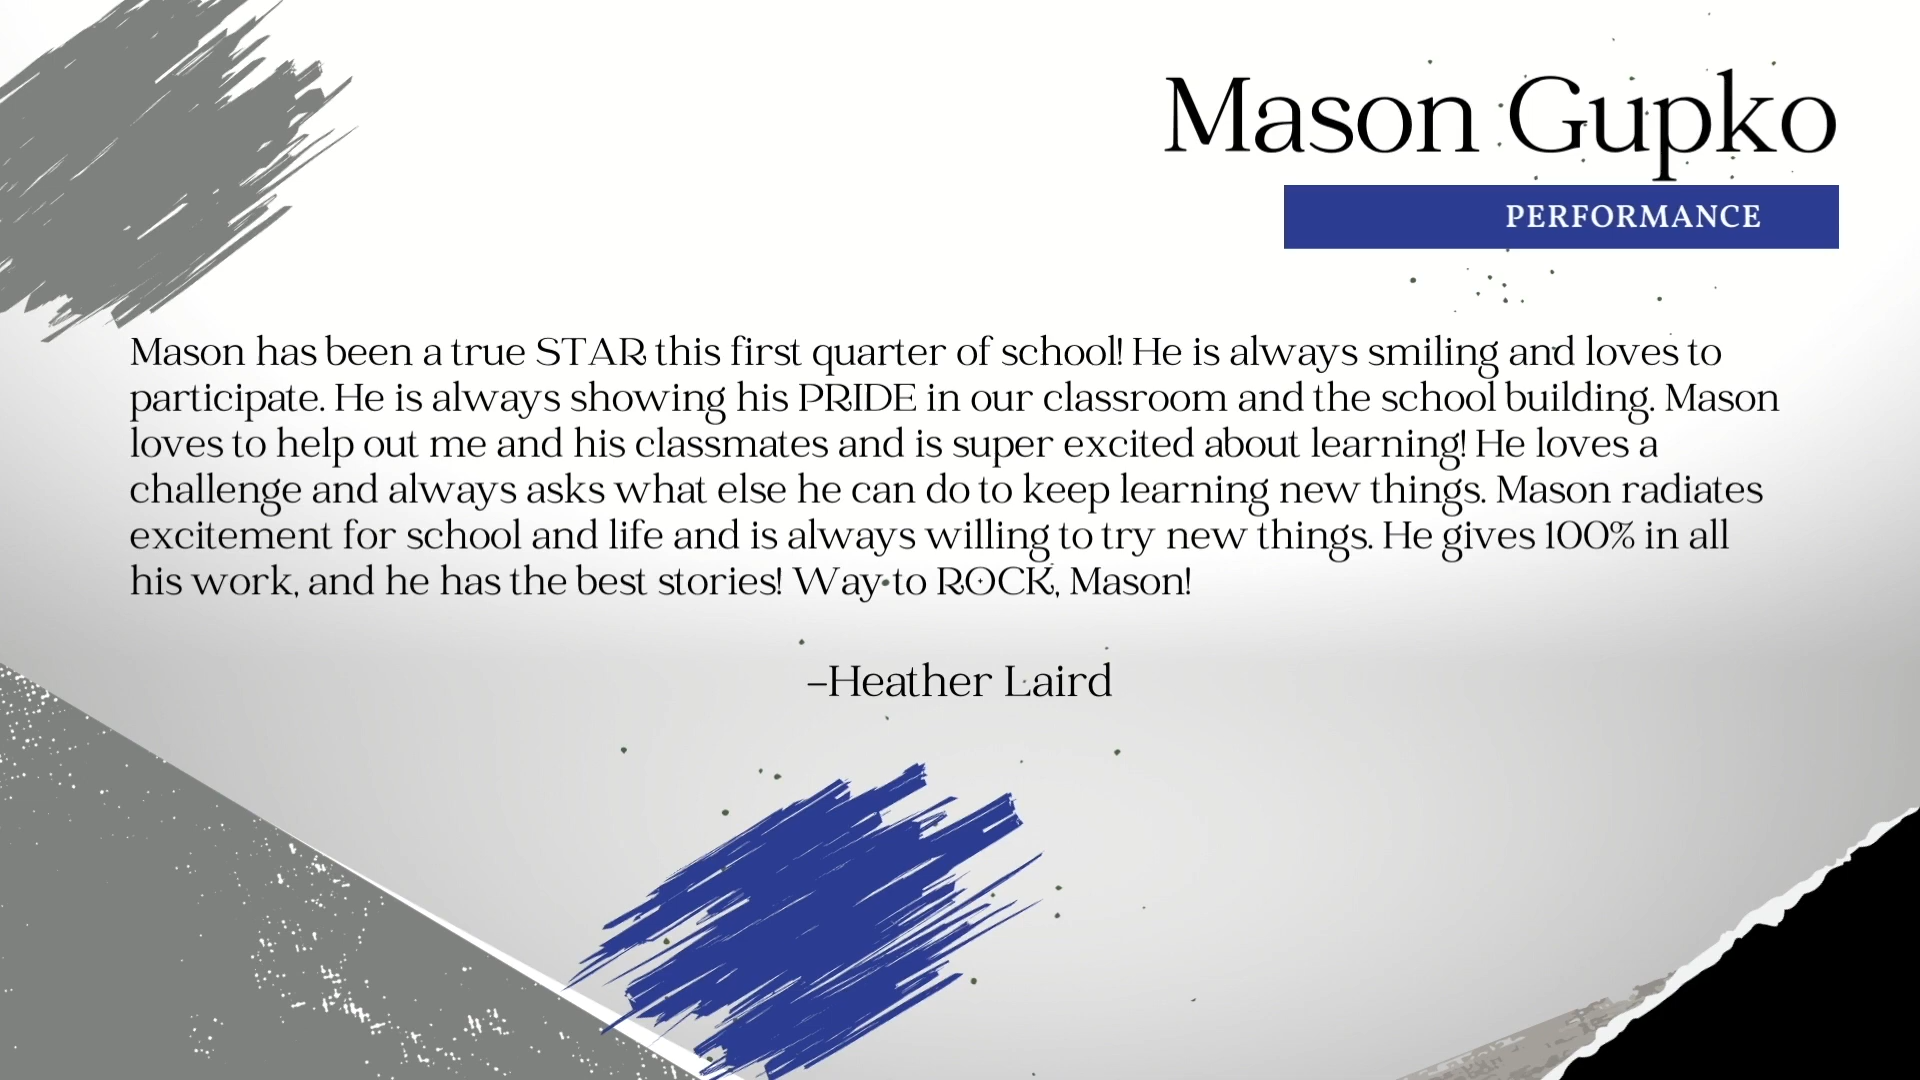 Mason Gupko
PERFORMANCE
Mason has been a true STAR this first quarter of school! He is always smiling and loves to
participate. He is always showing his PRIDE in our classroom and the school building. Mason
loves to help out me and his classmates and is super excited about learning! He loves a
challenge and always asks what else he can do to keep learning new things. Mason radiates
excitement for school and life and is always willing to try new things. He gives 100% in all
his work, and he has the best stories! Way to ROCK, Mason!
–Heather Laird